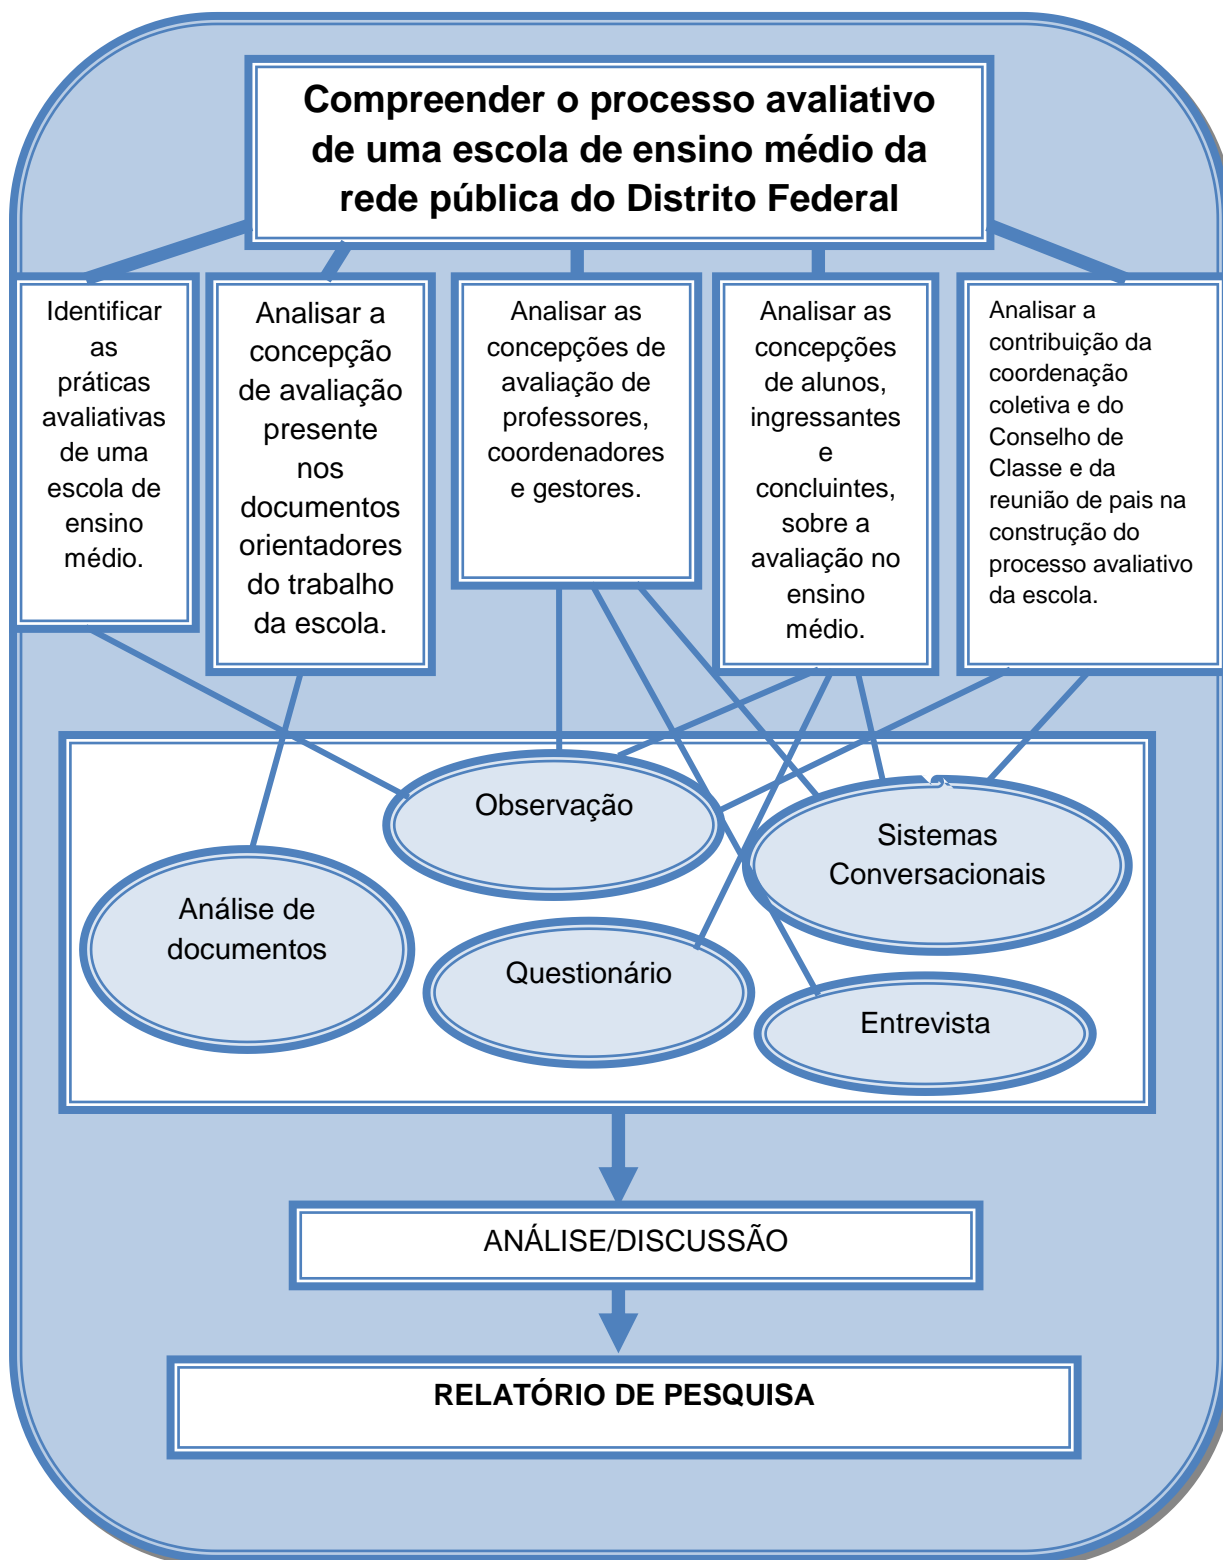 Compreender o processo avaliativo
de uma escola de ensino médio da
rede pública do Distrito Federal
Identificar
as
práticas
avaliativas
de uma
escola de
ensino
médio.
Analisar a
concepção
de avaliação
presente
nos
documentos
orientadores
do trabalho
da escola.
Analisar as
concepções de
avaliação de
professores,
coordenadores
e gestores.
Analisar as
concepções
de alunos,
ingressantes
e
concluintes,
sobre a
avaliação no
ensino
médio.
Analisar a
contribuição da
coordenação
coletiva e do
Conselho de
Classe e da
reunião de pais na
construção do
processo avaliativo
da escola.
Observação
Sistemas
Conversacionais
Análise de
documentos
Questionário
Entrevista
ANÁLISE/DISCUSSÃO
RELATÓRIO DE PESQUISA